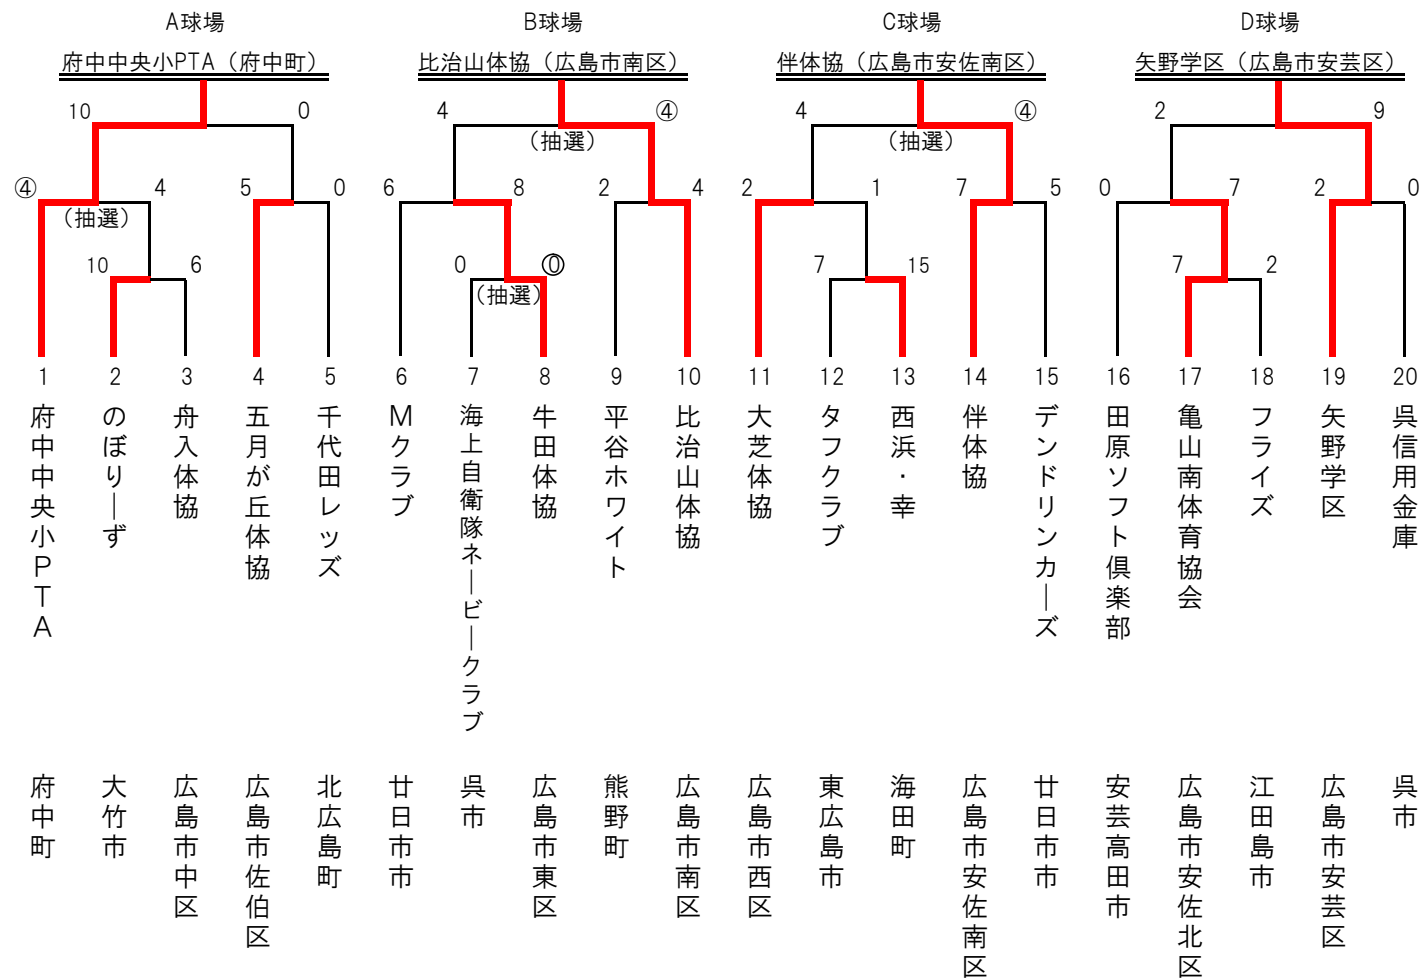 A球場 B球場 C球場 D球場
府中中央小PTA（府中町） 比治山体協（広島市南区） 伴体協（広島市安佐南区） 矢野学区（広島市安芸区）
10 0 4 ④ 4 ④ 2 9
（抽選） （抽選）
④ 4 5 0 6 8 2 4 2 1 7 5 0 7 2 0
（抽選）
10 6 0 ⓪ 7 15 7 2
（抽選）
1 2 3 4 5 6 7 8 9 10 11 12 13 14 15 16 17 18 19 20
府中中央小PTA
のぼりーず
舟入体協
五月が丘体協
千代田レッズ
Mクラブ
海上自衛隊ネービークラブ
牛田体協
平谷ホワイト
比治山体協
大芝体協
タフクラブ
西浜・幸
伴体協
デンドリンカーズ
田原ソフト倶楽部
亀山南体育協会
フライズ
矢野学区
呉信用金庫
府中町
大竹市
広島市中区
広島市佐伯区
北広島町
廿日市市
呉市
広島市東区
熊野町
広島市南区
広島市西区
東広島市
海田町
広島市安佐南区
廿日市市
安芸高田市
広島市安佐北区
江田島市
広島市安芸区
呉市